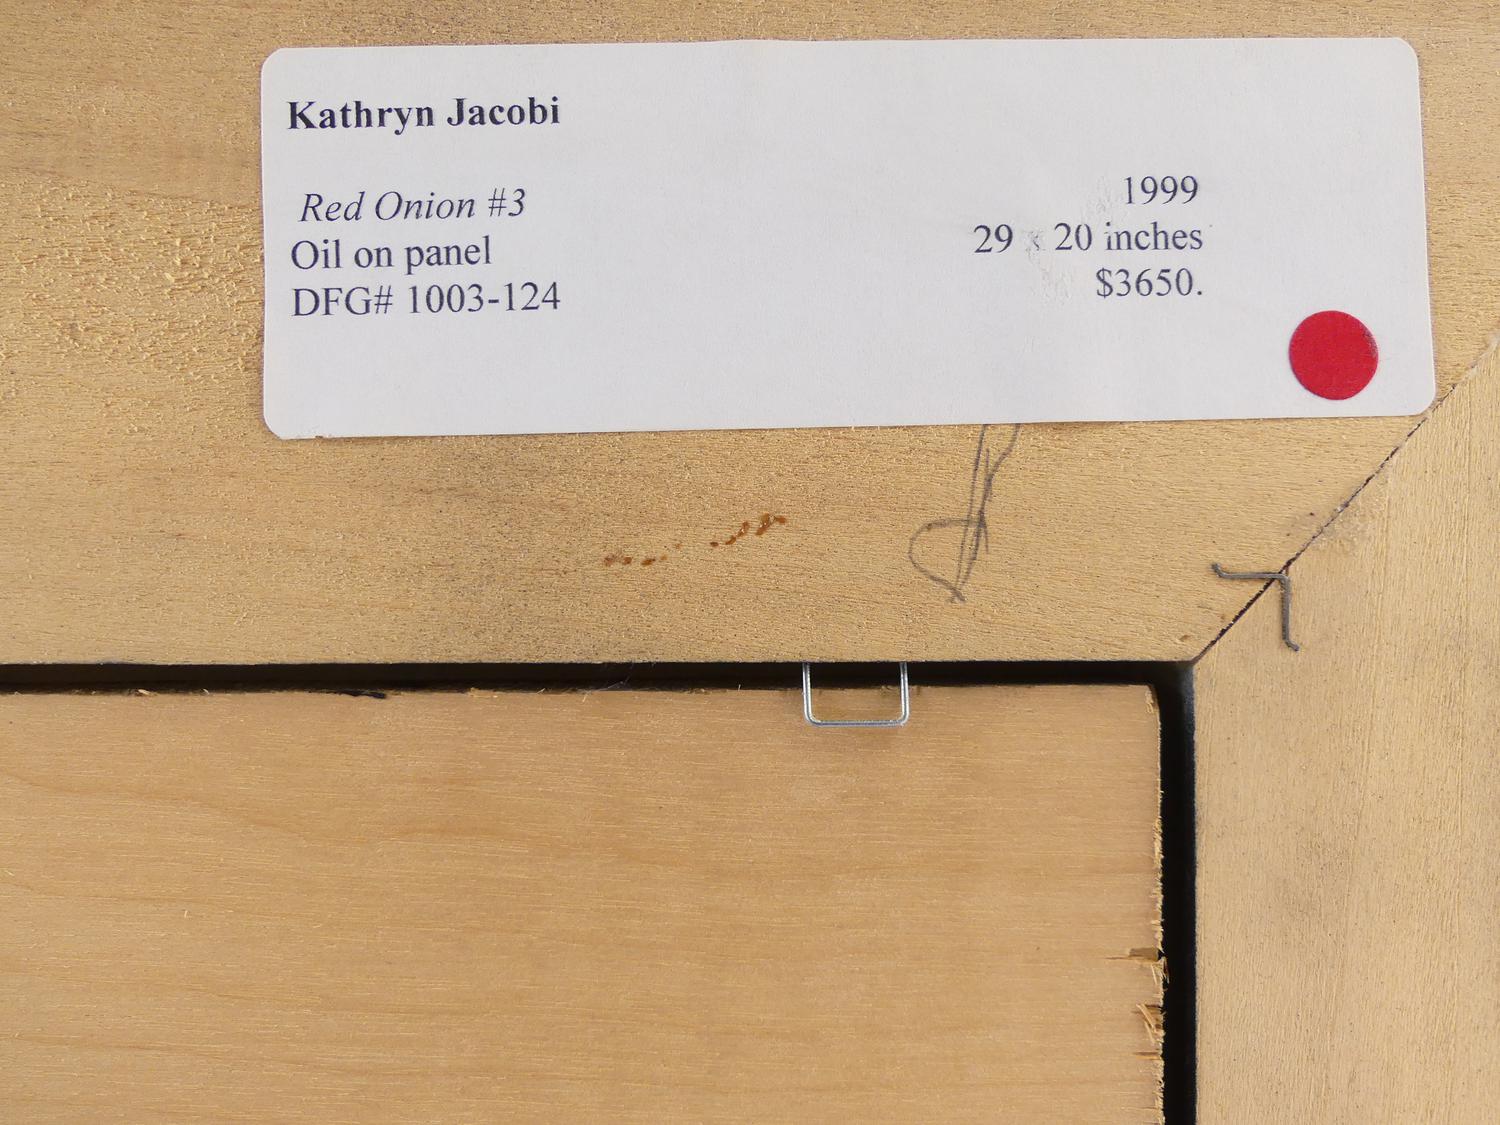 Kathryn Jacobi
Red Onion #3
Oil on panel
DFG# 1003-124
1999
29 x 20 inches
$3650.